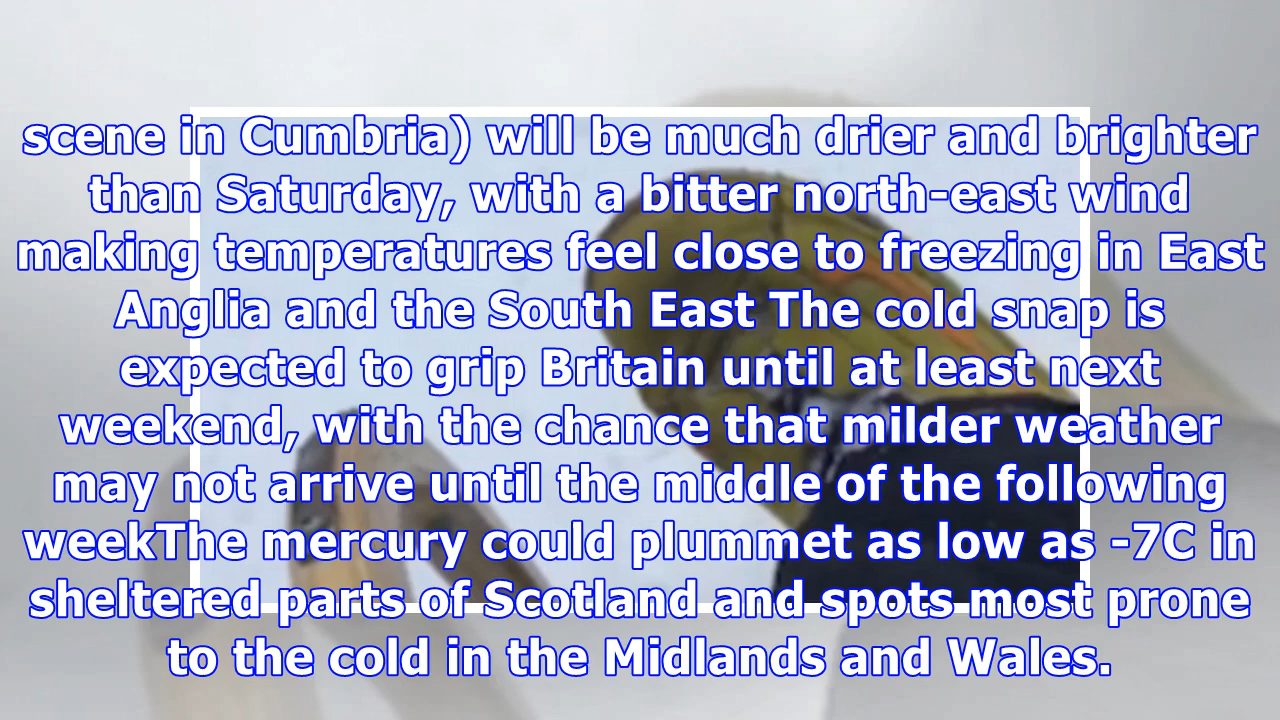 scene in Cumbria) will be much drier and brighter
than Saturday, with a bitter north-east wind
making temperatures feel close to freezing in East
Anglia and the South East The cold snap is
expected to grip Britain until at least next
weekend, with the chance that milder weather
may not arrive until the middle of the following
weekThe mercury could plummet as low as -7C in
sheltered parts of Scotland and spots most prone
to the cold in the Midlands and Wales.